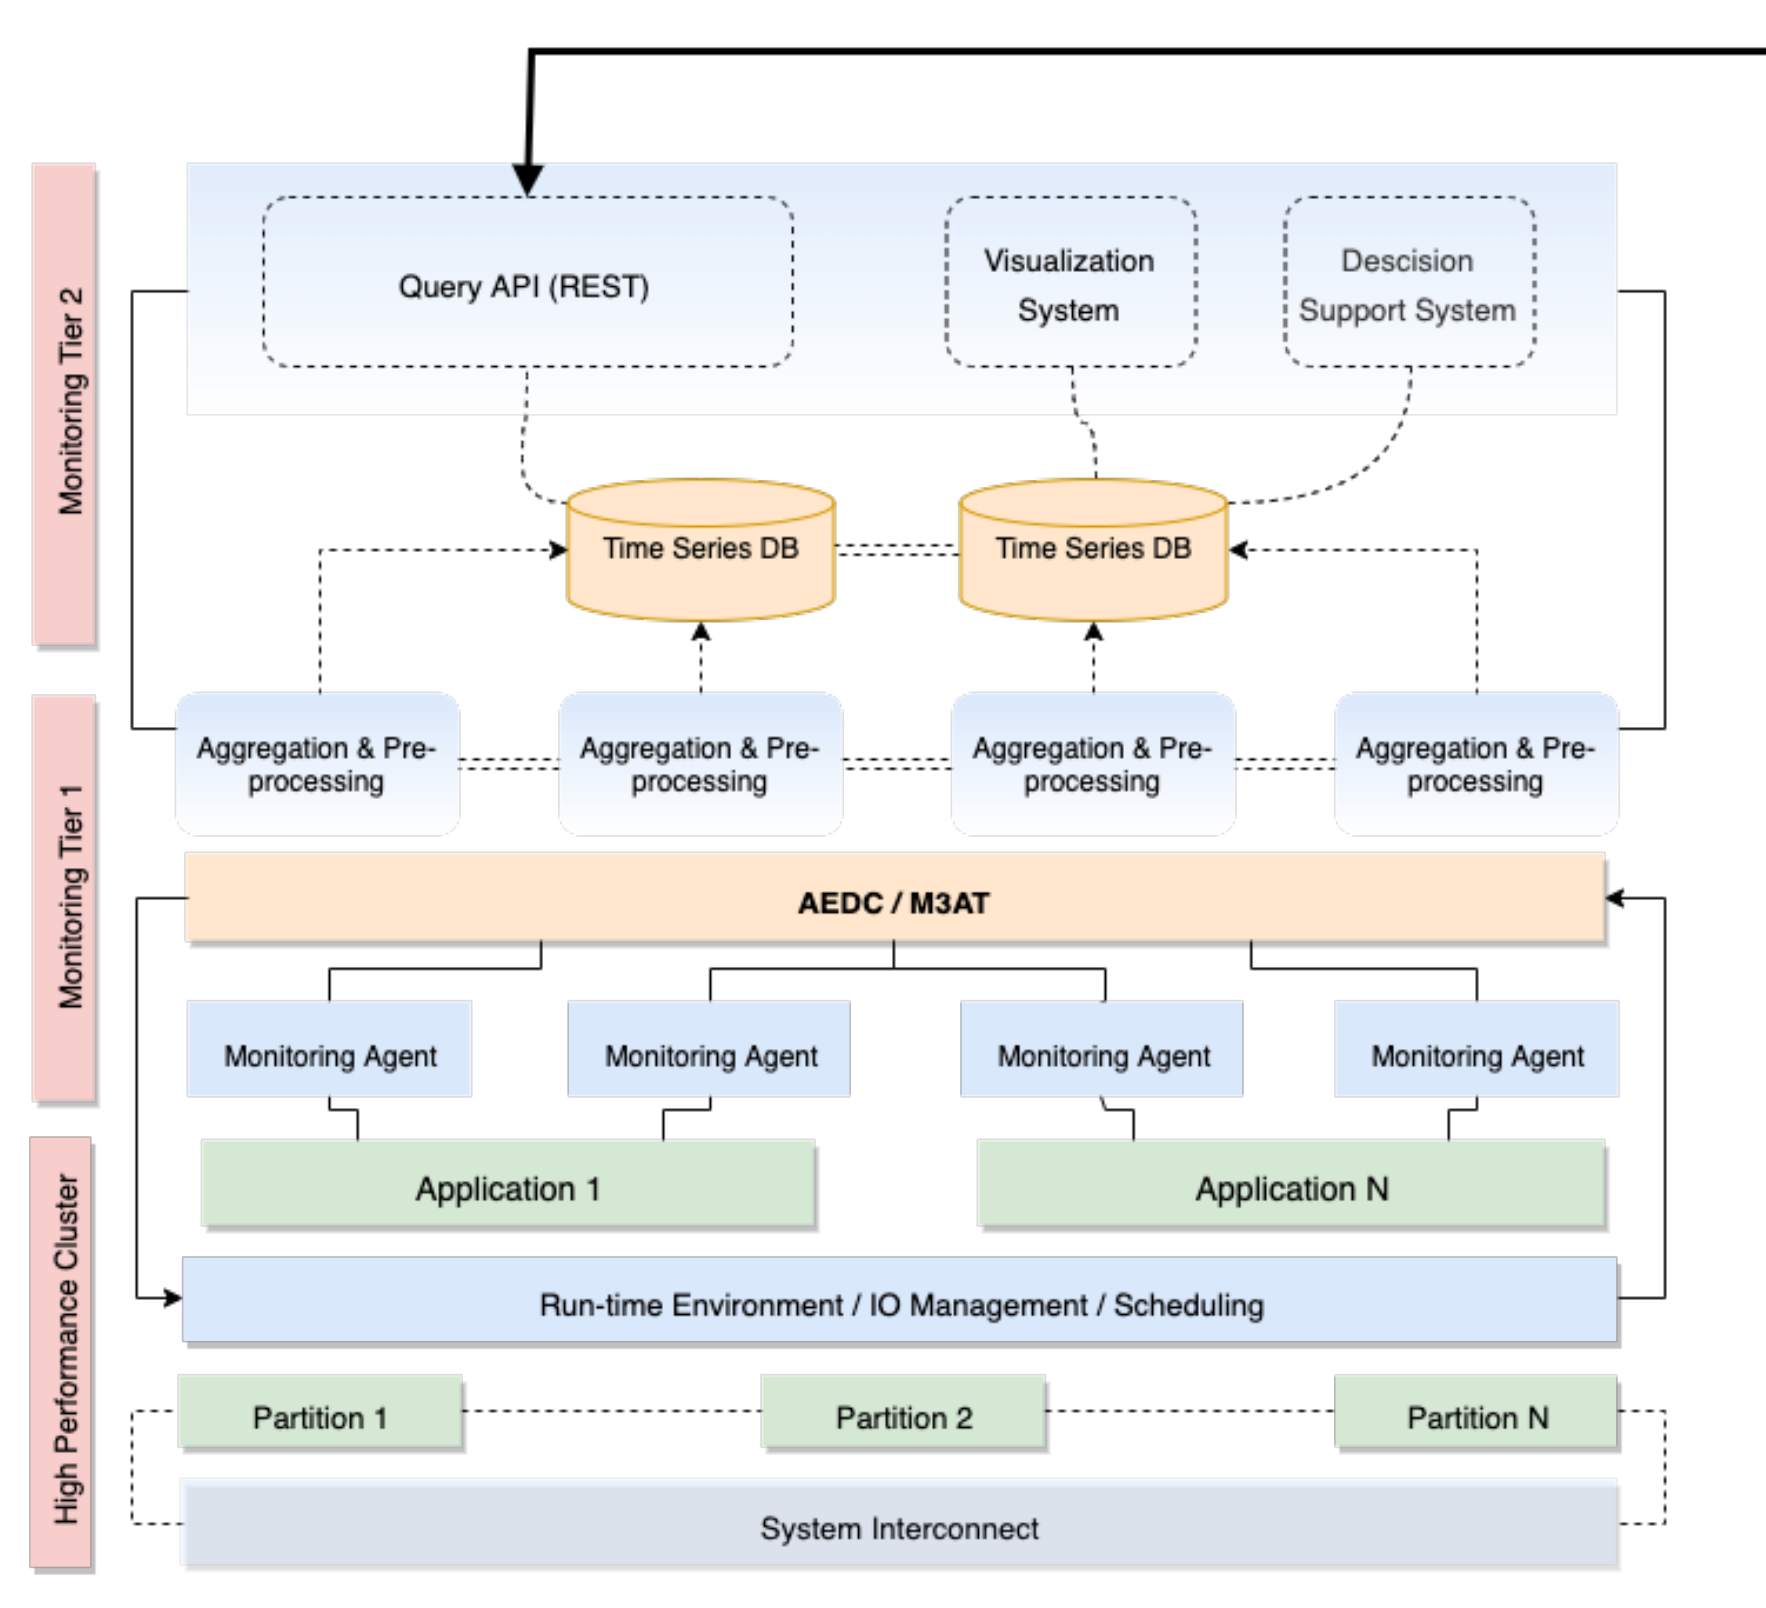 Monitoring Tier 2
Query API (REST)
Visualization
System
Descision
Support System
Time Series DB
Time Series DB
Monitoring Tier 1
Aggregation & Pre-
processing
Aggregation & Pre-
processing
Aggregation & Pre-
processing
Aggregation & Pre-
processing
AEDC / M3AT
Monitoring Agent
Monitoring Agent
Monitoring Agent
Monitoring Agent
High Performance Cluster
Application 1
Application N
Run-time Environment / IO Management / Scheduling
Partition 1
Partition 2
Partition N
System Interconnect